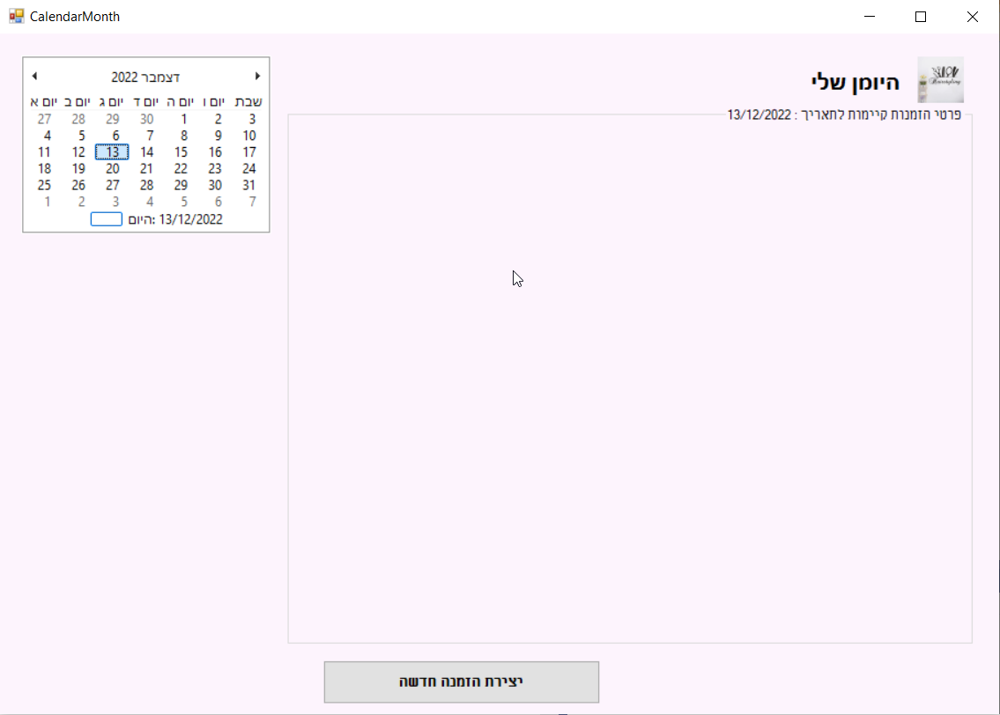 CalendarMonth
היומן שלי
פרטי הזמנות קיימות לתאריך : 13/12/2022
דצמבר 2022
יום א יום ב יום ג יום ד יום ה יום ו שבת
27 28 29 30 1 2 3
4 5 6 7 8 9 10
11 12 13 14 15 16 17
18 19 20 21 22 23 24
25 26 27 28 29 30 31
1 2 3 4 5 6 7
היום: 13/12/2022
יצירת הזמנה חדשה